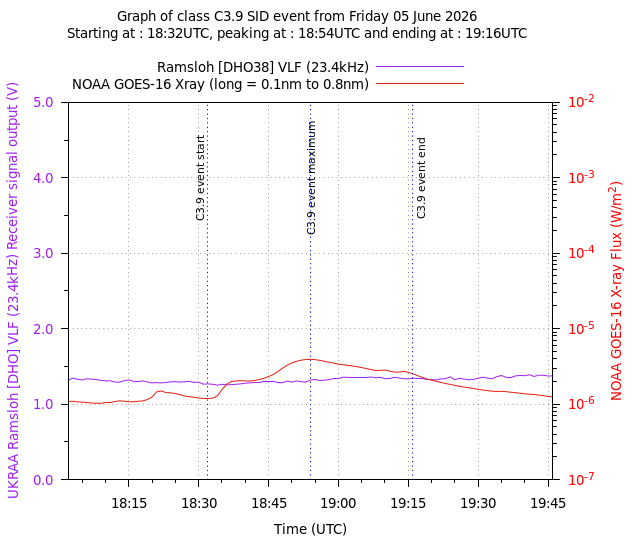 Graph of class C3.9 SID event from Friday 05 June 2026
Starting at : 18:32UTC, peaking at : 18:54UTC and ending at : 19:16UTC
Ramsloh [DHO38] VLF (23.4kHz)
NOAA GOES-16 Xray (long = 0.1nm to 0.8nm)
UKRAA Ramsloh [DHO] VLF (23.4kHz) Receiver signal output (V)
5.0
4.0
3.0
2.0
1.0
0.0
C3.9 event start
C3.9 event maximum
C3.9 event end
10-2
10-3
10-4
10-5
10-6
10-7
NOAA GOES-16 X-ray Flux (W/m2)
18:15 18:30 18:45 19:00 19:15 19:30 19:45
Time (UTC)